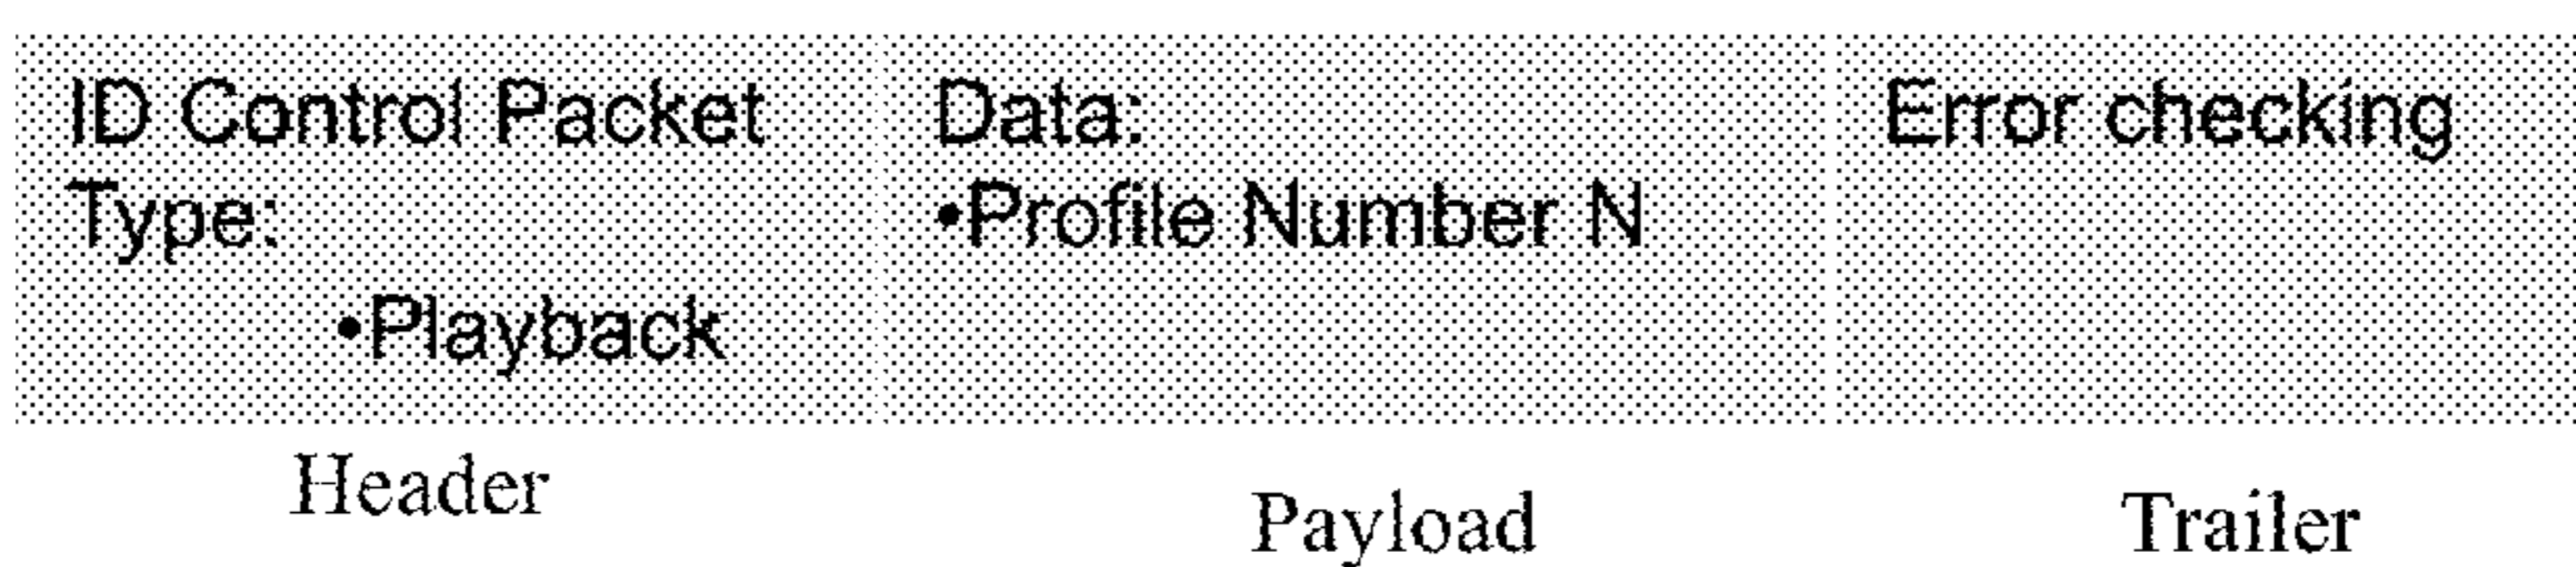 ID Control Packet
Type:
•Playback
Data:
•Profile Number N
Error checking
Header
Payload
Trailer